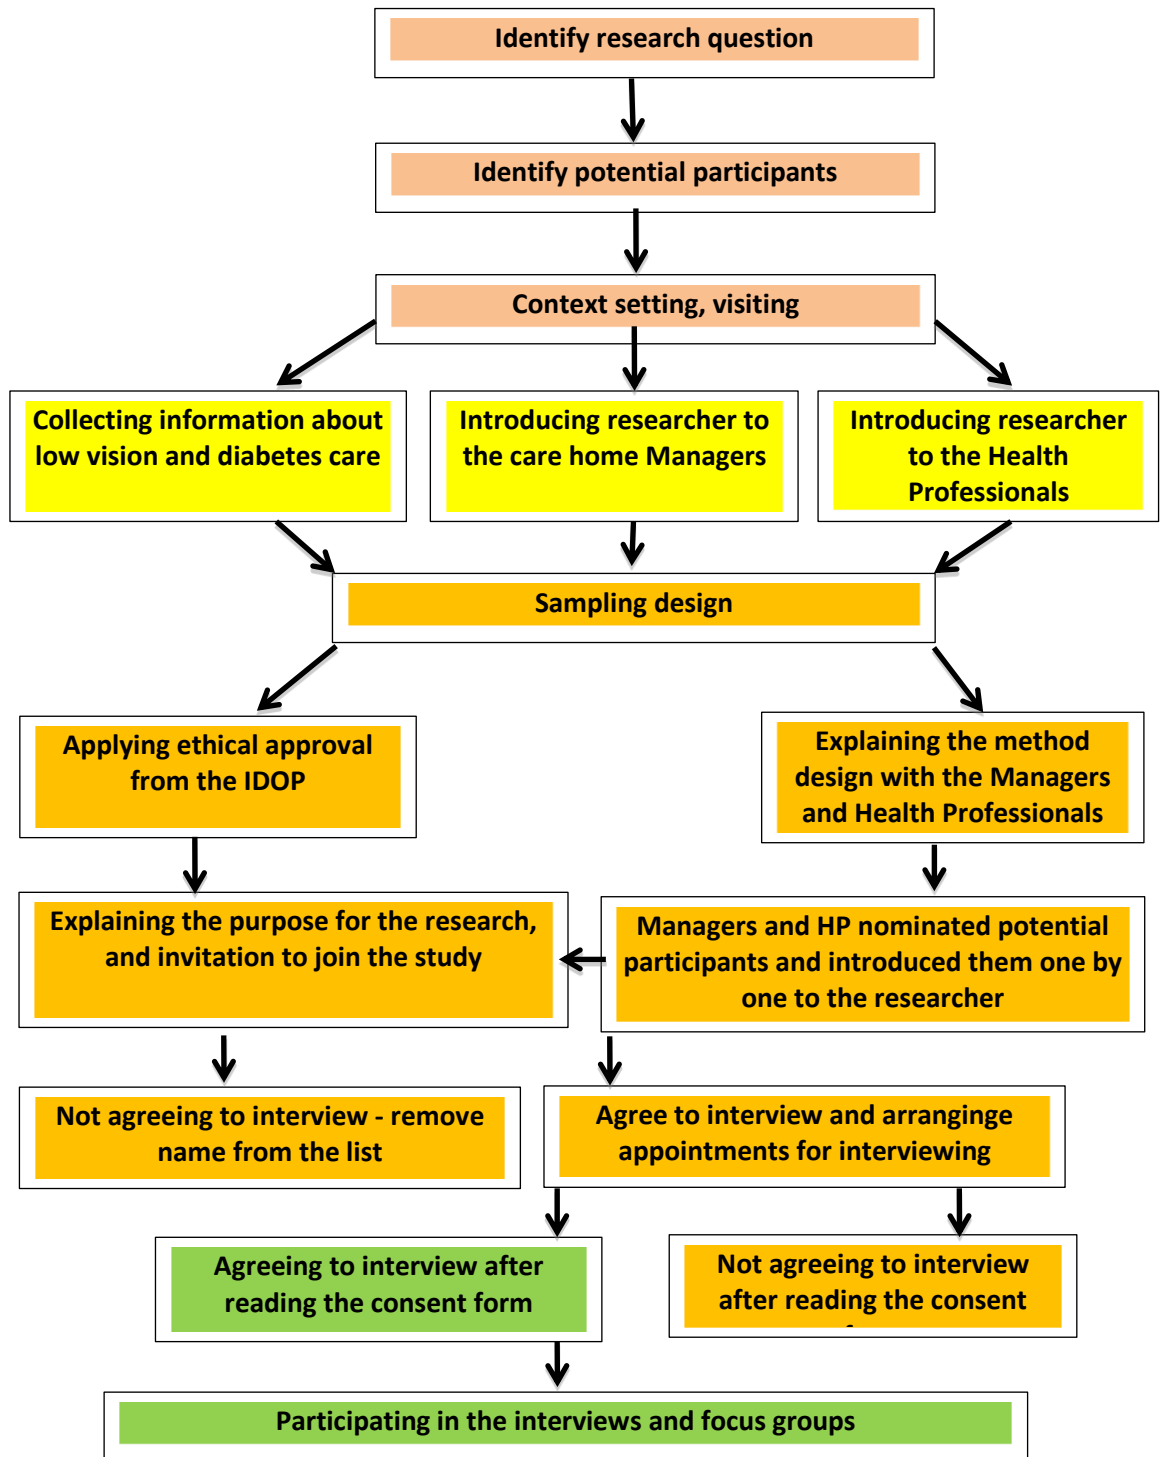 Identify research question
Identify potential participants
Context setting, visiting
Collecting information about
low vision and diabetes care
Introducing researcher to
the care home Managers
Introducing researcher
to the Health
Professionals
Sampling design
Applying ethical approval
from the IDOP
Explaining the method
design with the Managers
and Health Professionals
Explaining the purpose for the research,
and invitation to join the study
Managers and HP nominated potential
participants and introduced them one by
one to the researcher
Not agreeing to interview - remove
name from the list
Agree to interview and arranginge
appointments for interviewing
Agreeing to interview after
reading the consent form
Not agreeing to interview
after reading the consent
Participating in the interviews and focus groups